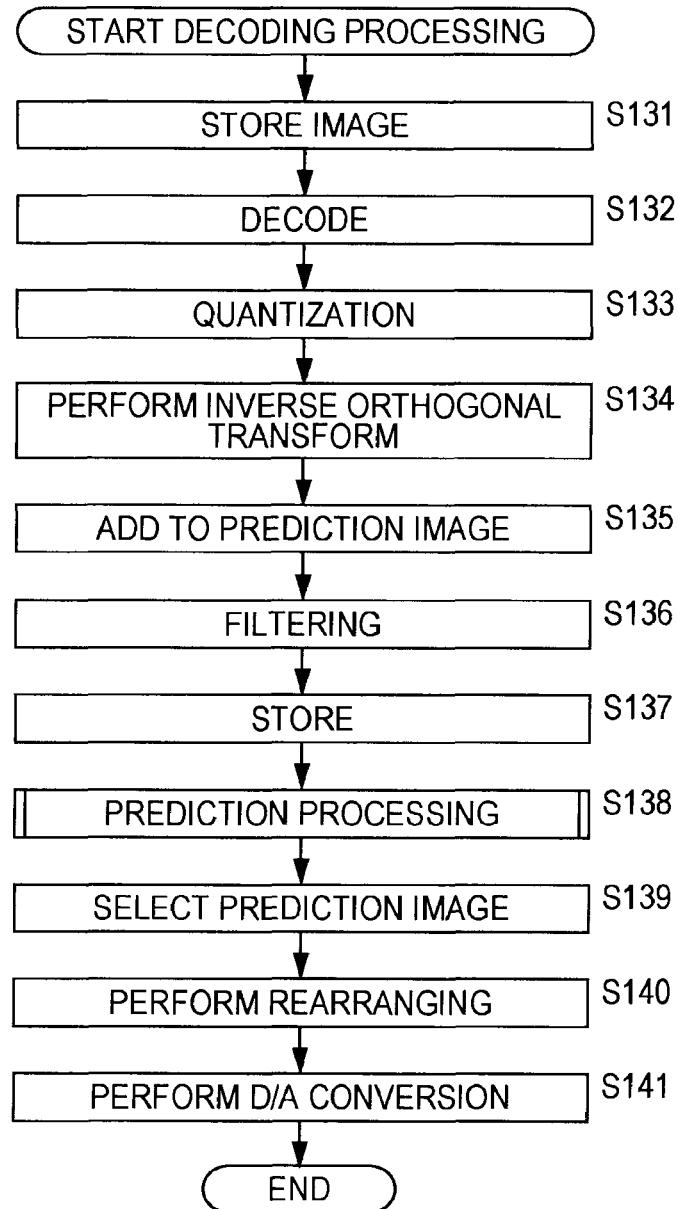 START DECODING PROCESSING
STORE IMAGE S131
DECODE S132
QUANTIZATION S133
PERFORM INVERSE ORTHOGONAL S134
TRANSFORM
ADD TO PREDICTION IMAGE S135
FILTERING S136
STORE S137
PREDICTION PROCESSING S138
SELECT PREDICTION IMAGE S139
PERFORM REARRANGING S140
PERFORM D/A CONVERSION S141
END